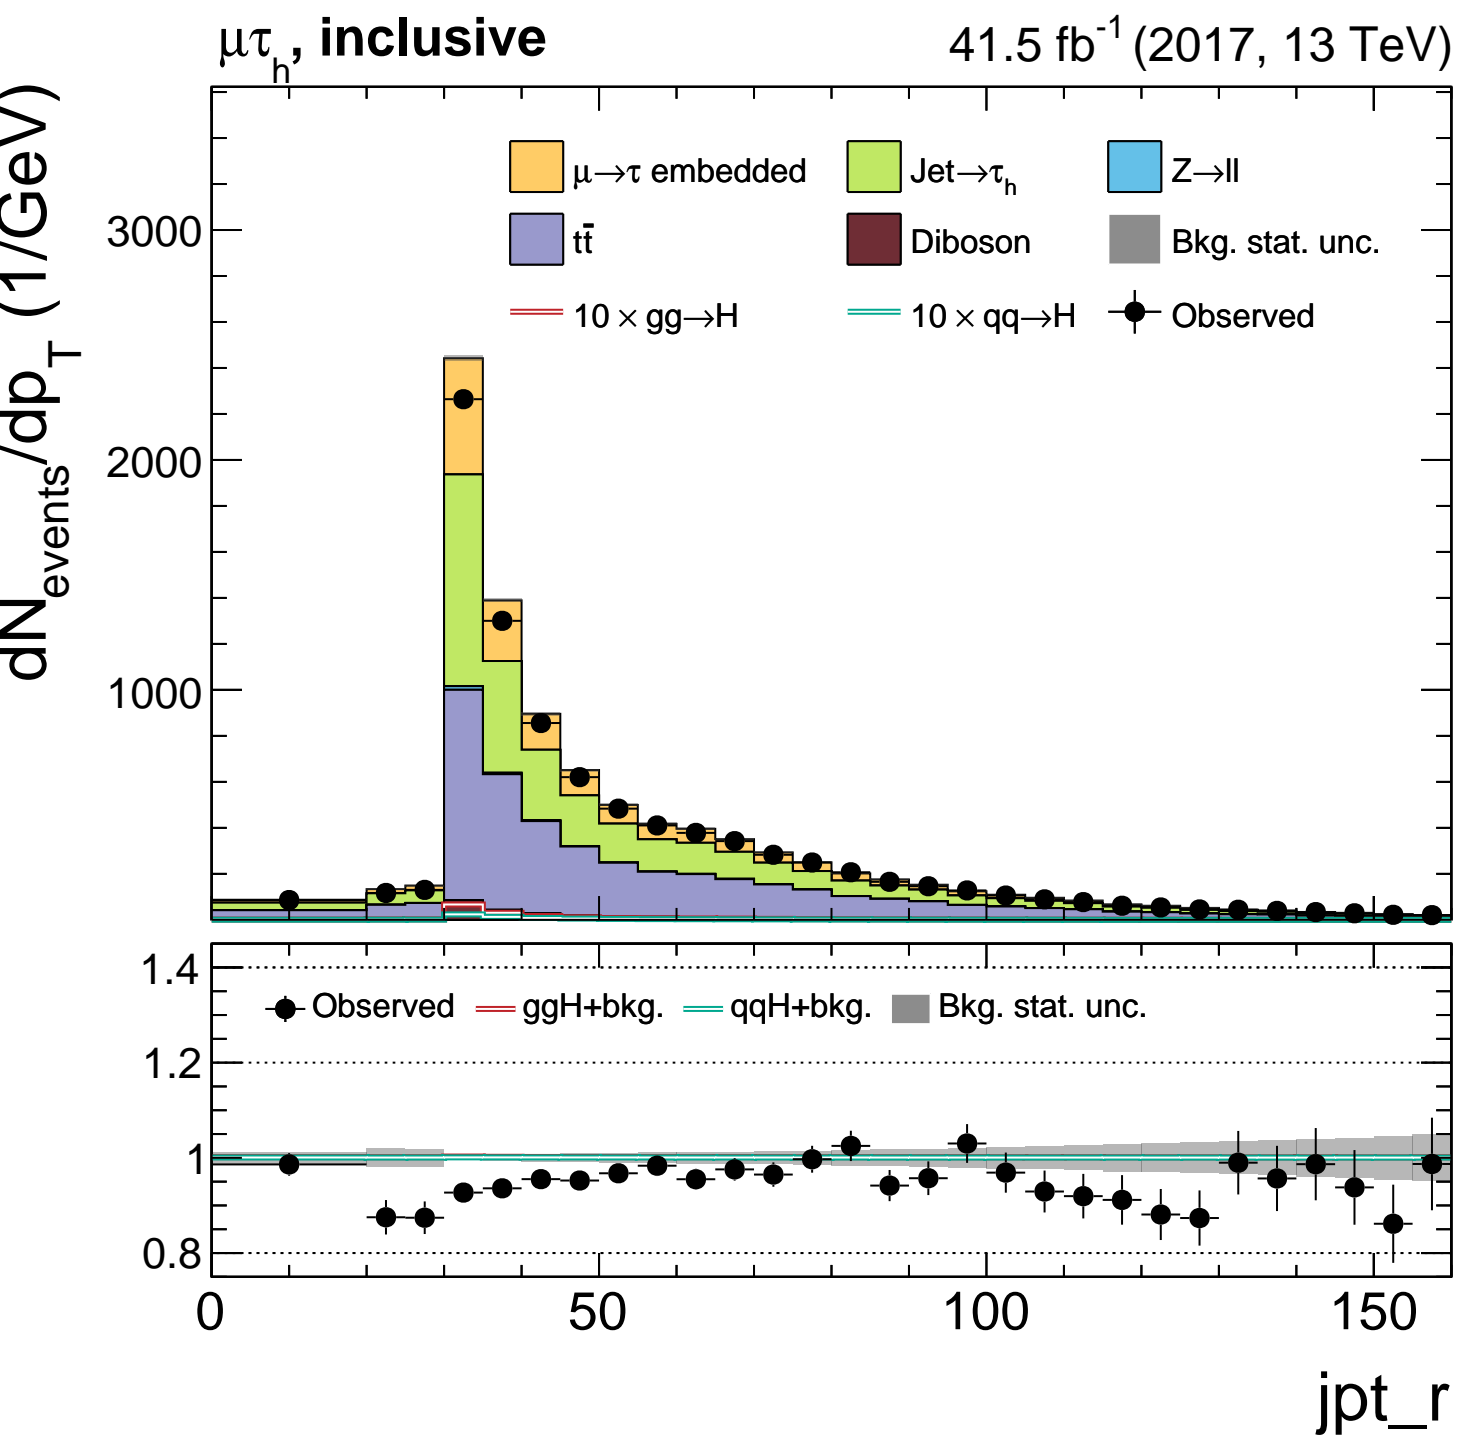 μτₕ, inclusive 41.5 fb⁻¹ (2017, 13 TeV)
dN_events/dp_T (1/GeV)
3000
2000
1000
μ→τ embedded Jet→τₕ Z→ll
tt̄ Diboson Bkg. stat. unc.
10 × gg→H 10 × qq→H Observed
1.4
1.2
1
0.8
Observed ggH+bkg. qqH+bkg. Bkg. stat. unc.
0 50 100 150
jpt_r